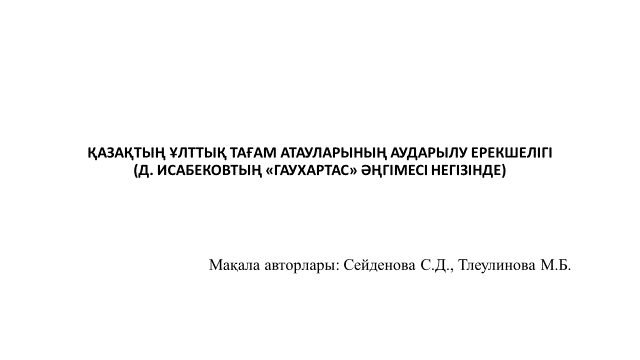 ҚАЗАҚТЫҢ ҰЛТТЫҚ ТАҒАМ АТАУЛАРЫНЫҢ АУДАРЫЛУ ЕРЕКШЕЛІГІ
(Д. ИСАБЕКОВТЫҢ «ГАУХАРТАС» ӘҢГІМЕСІ НЕГІЗІНДЕ)
Мақала авторлары: Сейденова С.Д., Тлеулинова М.Б.